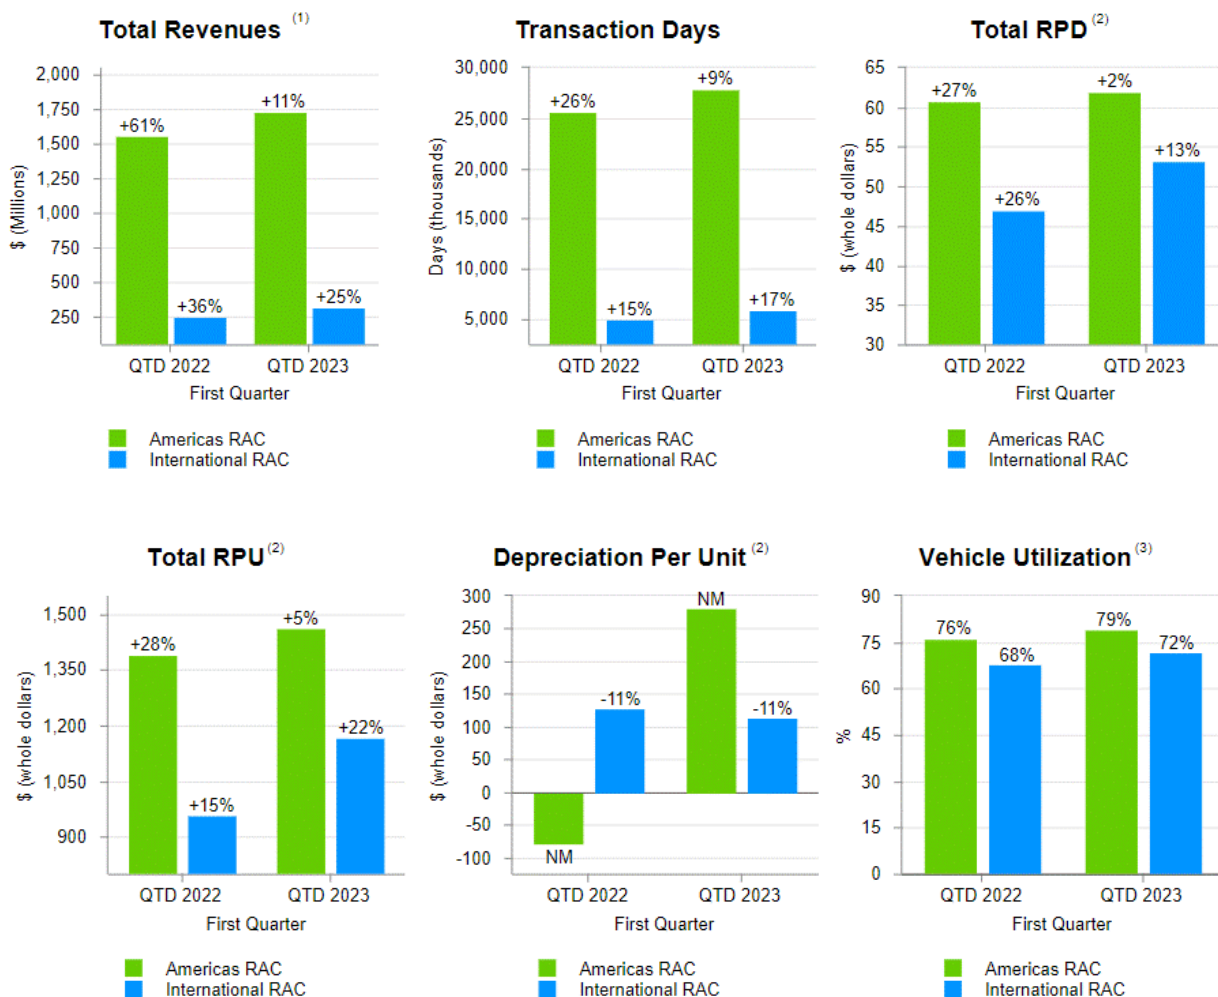 Total Revenues (1)
$ (Millions)
2,000
1,750
1,500
1,250
1,000
750
500
250
+61%
+36%
+11%
+25%
QTD 2022
QTD 2023
First Quarter
Americas RAC
International RAC
Transaction Days
Days (thousands)
30,000
25,000
20,000
15,000
10,000
5,000
+26%
+15%
+9%
+17%
QTD 2022
QTD 2023
First Quarter
Americas RAC
International RAC
Total RPD (2)
$ (whole dollars)
65
60
55
50
45
40
35
30
+27%
+26%
+2%
+13%
QTD 2022
QTD 2023
First Quarter
Americas RAC
International RAC
Total RPU (2)
$ (whole dollars)
1,500
1,350
1,200
1,050
900
+28%
+15%
+5%
+22%
QTD 2022
QTD 2023
First Quarter
Americas RAC
International RAC
Depreciation Per Unit (2)
$ (whole dollars)
300
250
200
150
100
50
0
-50
-100
NM
-11%
NM
-11%
QTD 2022
QTD 2023
First Quarter
Americas RAC
International RAC
Vehicle Utilization (3)
%
90
75
60
45
30
15
0
76%
68%
79%
72%
QTD 2022
QTD 2023
First Quarter
Americas RAC
International RAC